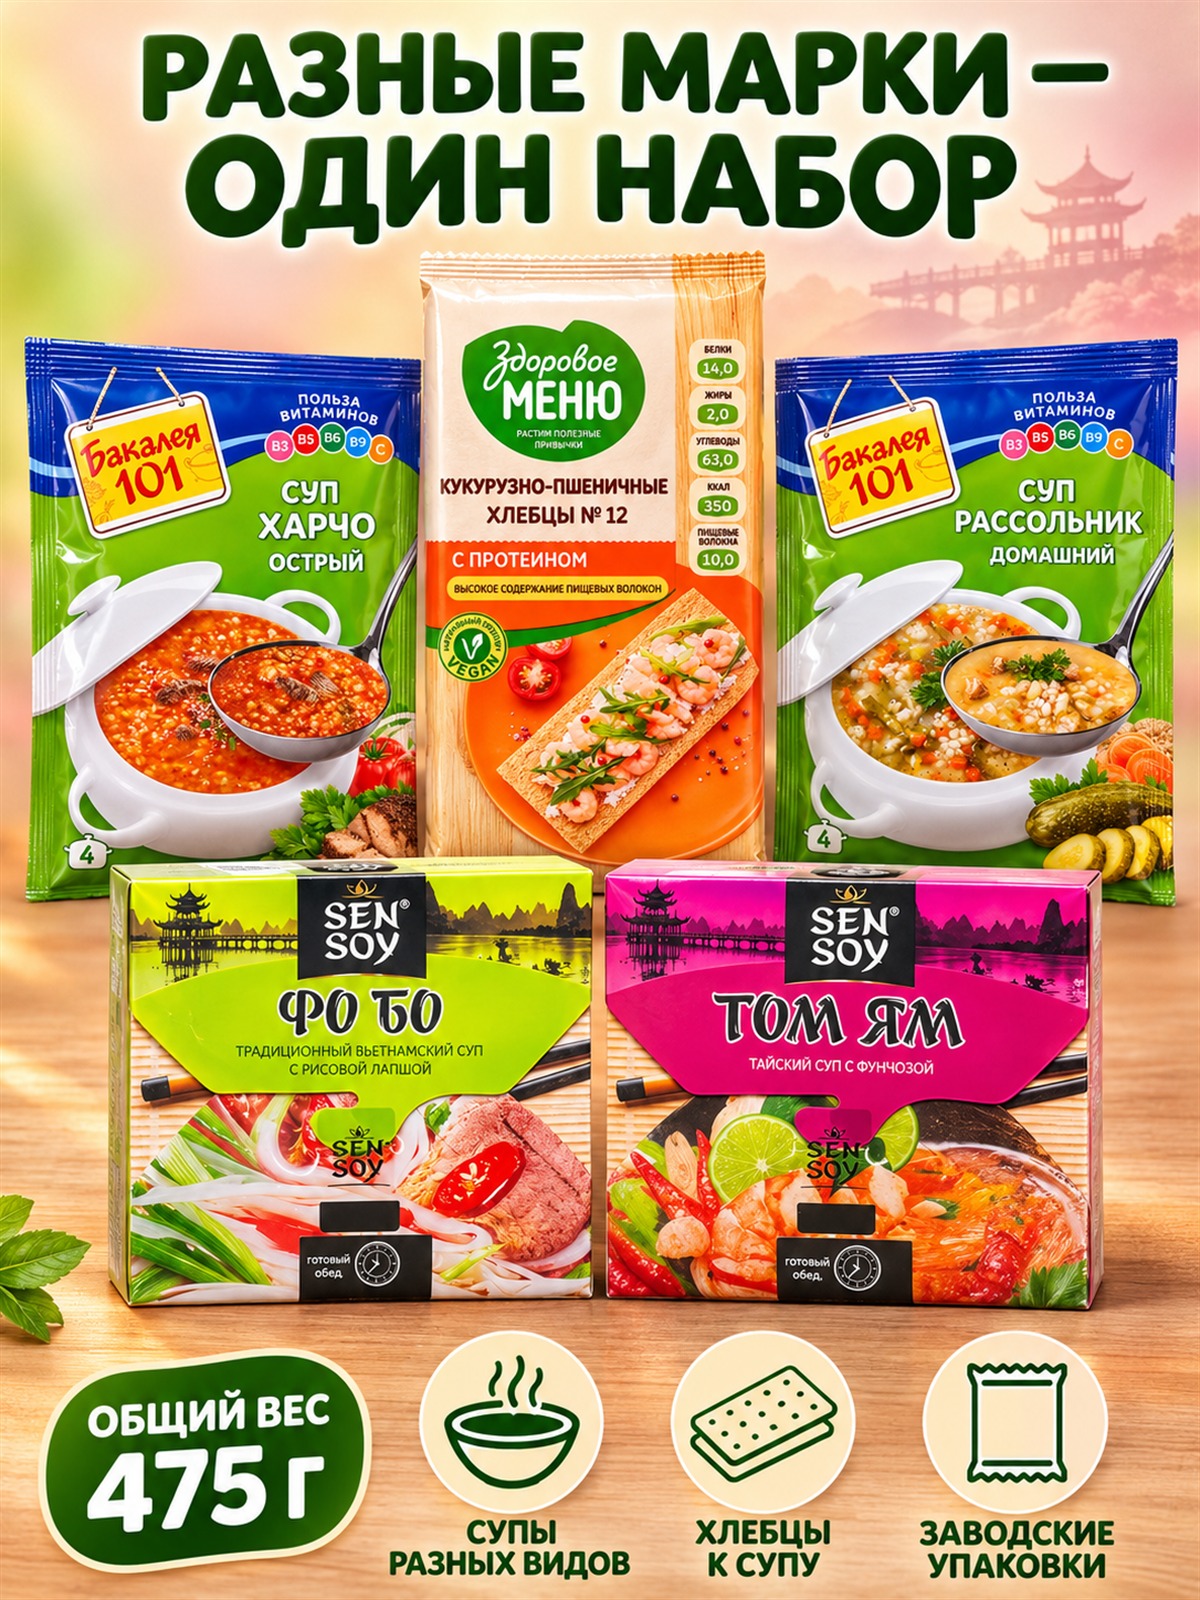 РАЗНЫЕ МАРКИ –
ОДИН НАБОР
Бакалея
101
ПОЛЬЗА
ВИТАМИНОВ
B3 B5 B6 B9 C
СУП
ХАРЧО
ОСТРЫЙ
4
Здоровое
МЕНЮ
РАСТИМ ПОЛЕЗНЫЕ
ПРИВЫЧКИ
КУКУРУЗНО-ПШЕНИЧНЫЕ
ХЛЕБЦЫ № 12
С ПРОТЕИНОМ
ВЫСОКОЕ СОДЕРЖАНИЕ ПИЩЕВЫХ ВОЛОКОН
VEGAN
БЕЛКИ
14,0
ЖИРЫ
2,0
УГЛЕВОДЫ
63,0
ККАЛ
350
ПИЩЕВЫЕ
ВОЛОКНА
10,0
Бакалея
101
ПОЛЬЗА
ВИТАМИНОВ
B3 B5 B6 B9 C
СУП
РАССОЛЬНИК
ДОМАШНИЙ
4
SEN®
SOY
ФО БО
ТРАДИЦИОННЫЙ ВЬЕТНАМСКИЙ СУП
С РИСОВОЙ ЛАПШОЙ
SEN
SOY
готовый
обед
SEN®
SOY
ТОМ ЯМ
ТАЙСКИЙ СУП С ФУНЧОЗОЙ
SEN
SOY
готовый
обед
ОБЩИЙ ВЕС
475 г
СУПЫ
РАЗНЫХ ВИДОВ
ХЛЕБЦЫ
К СУПУ
ЗАВОДСКИЕ
УПАКОВКИ